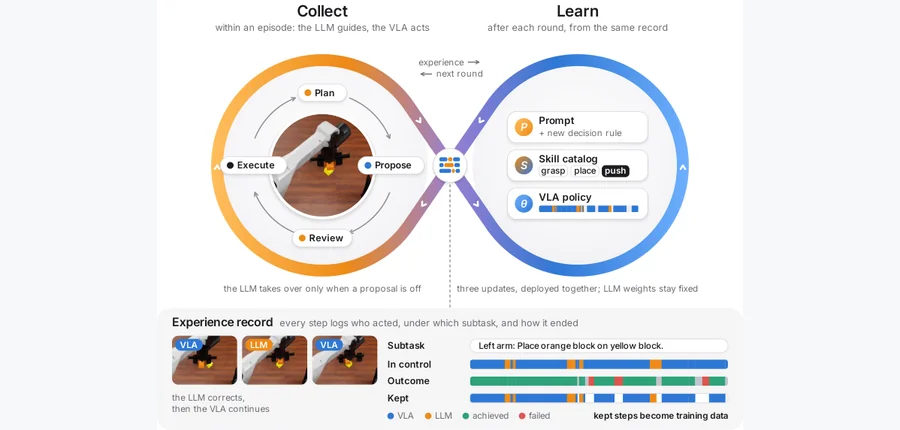 Collect
within an episode: the LLM guides, the VLA acts
Learn
after each round, from the same record
experience →
← next round
Plan
Execute
Propose
Review
P
Prompt
+ new decision rule
S
Skill catalog
grasp place push
θ
VLA policy
the LLM takes over only when a proposal is off
three updates, deployed together; LLM weights stay fixed
Experience record every step logs who acted, under which subtask, and how it ended
VLA
LLM
VLA
the LLM corrects,
then the VLA continues
Subtask
Left arm: Place orange block on yellow block.
In control
Outcome
Kept
VLA LLM achieved failed
kept steps become training data